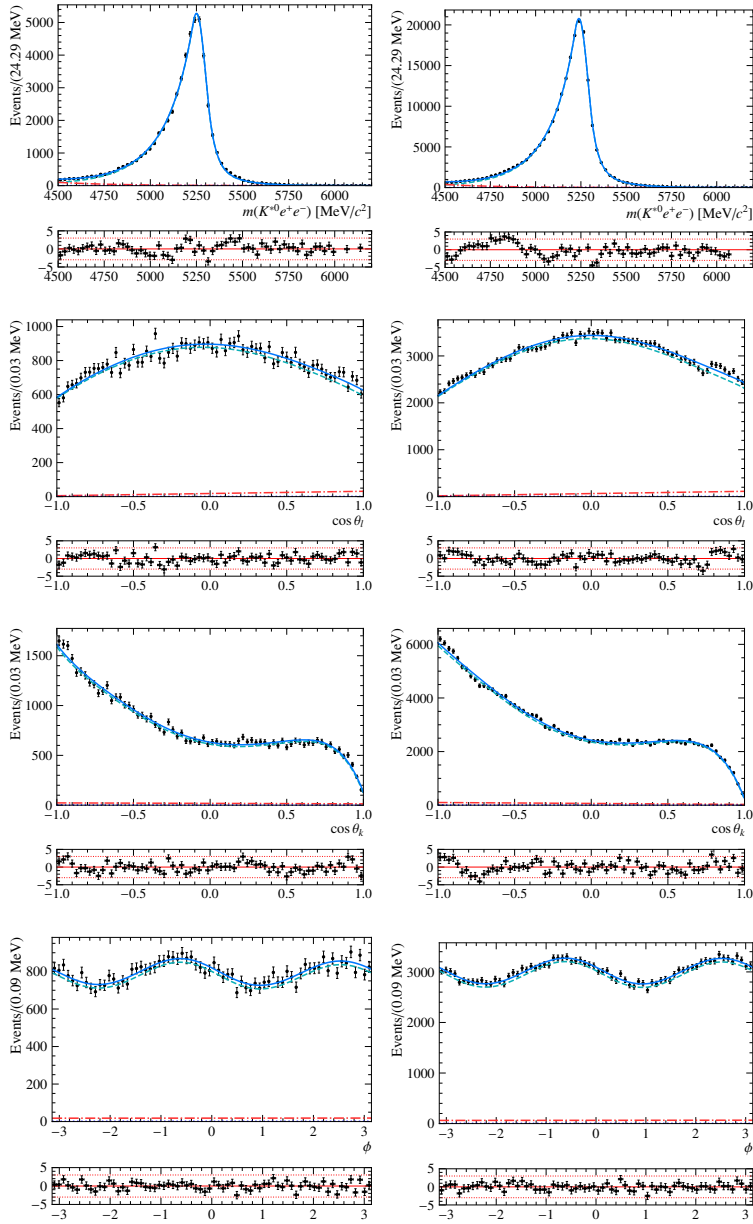 Events/(24.29 MeV)
5000
4000
3000
2000
1000
0
4500 4750 5000 5250 5500 5750 6000
m(K*0e+e−) [MeV/c2]
5
0
−5
4500 4750 5000 5250 5500 5750 6000
Events/(24.29 MeV)
20000
15000
10000
5000
0
4500 4750 5000 5250 5500 5750 6000
m(K*0e+e−) [MeV/c2]
5
0
−5
4500 4750 5000 5250 5500 5750 6000
Events/(0.03 MeV)
1000
800
600
400
200
0
−1.0 −0.5 0.0 0.5 1.0
cos θl
5
0
−5
−1.0 −0.5 0.0 0.5 1.0
Events/(0.03 MeV)
3000
2000
1000
0
−1.0 −0.5 0.0 0.5 1.0
cos θl
5
0
−5
−1.0 −0.5 0.0 0.5 1.0
Events/(0.03 MeV)
1500
1000
500
0
−1.0 −0.5 0.0 0.5 1.0
cos θk
5
0
−5
−1.0 −0.5 0.0 0.5 1.0
Events/(0.03 MeV)
6000
4000
2000
0
−1.0 −0.5 0.0 0.5 1.0
cos θk
5
0
−5
−1.0 −0.5 0.0 0.5 1.0
Events/(0.09 MeV)
800
600
400
200
0
−3 −2 −1 0 1 2 3
ϕ
5
0
−5
−3 −2 −1 0 1 2 3
Events/(0.09 MeV)
3000
2000
1000
0
−3 −2 −1 0 1 2 3
ϕ
5
0
−5
−3 −2 −1 0 1 2 3